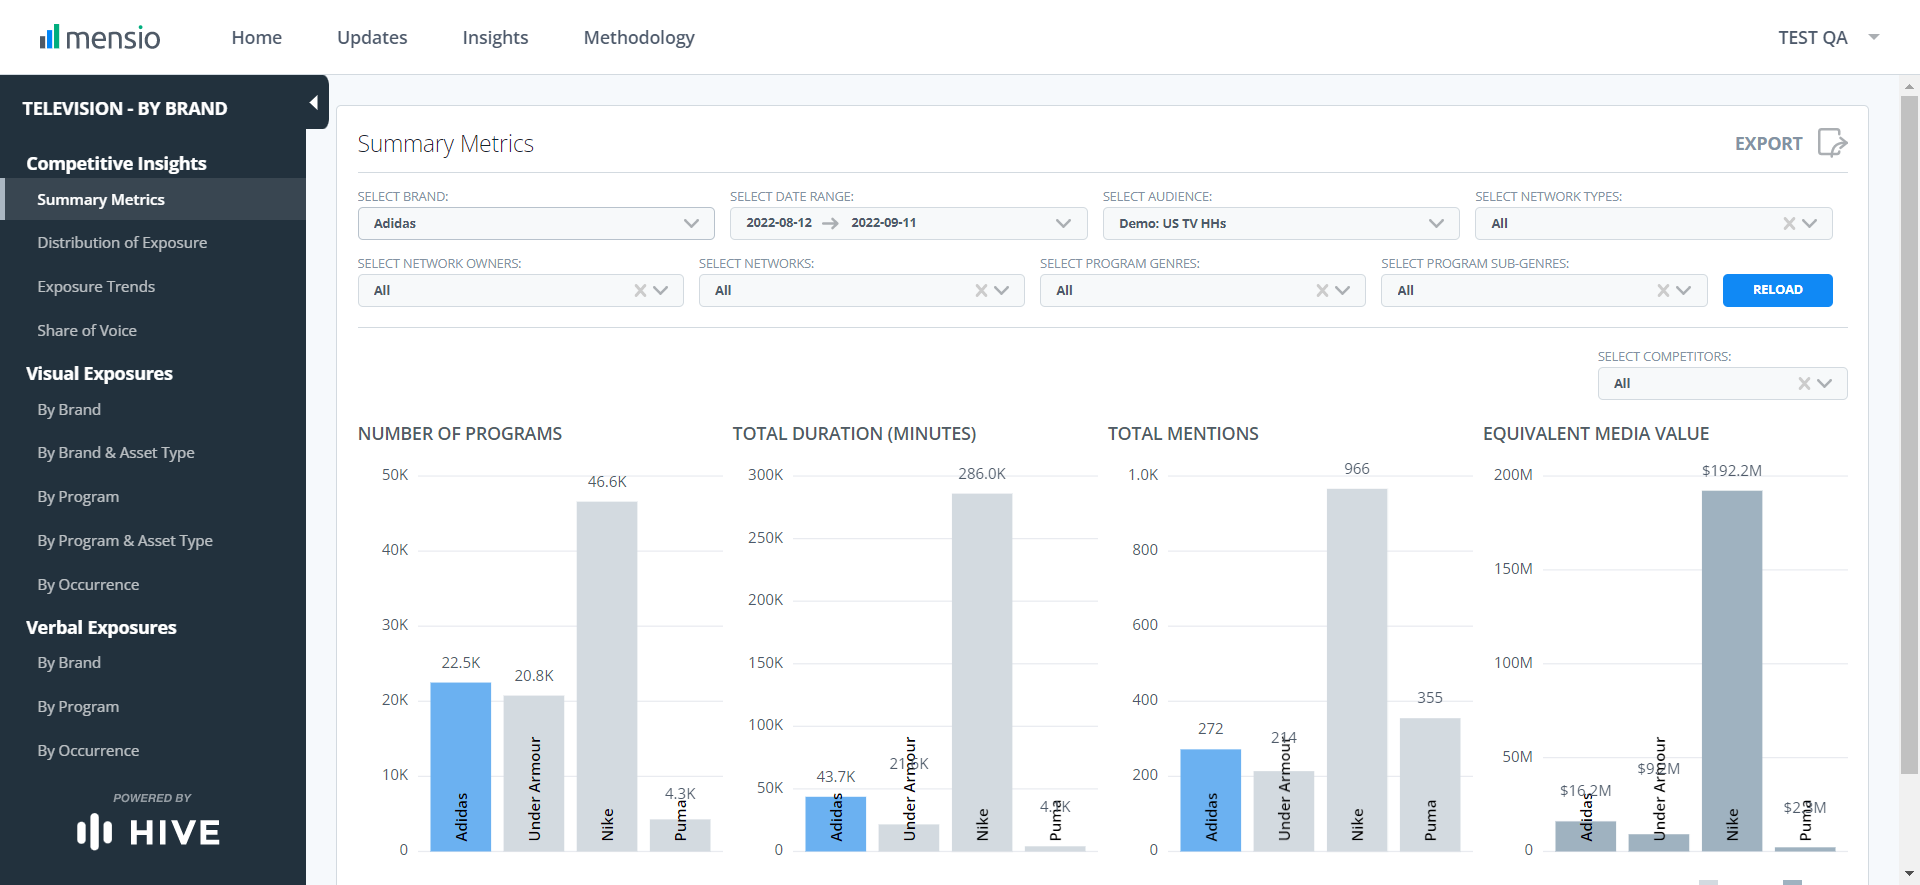 mensio
Home
Updates
Insights
Methodology
TEST QA
TELEVISION - BY BRAND
Competitive Insights
Summary Metrics
Distribution of Exposure
Exposure Trends
Share of Voice
Visual Exposures
By Brand
By Brand & Asset Type
By Program
By Program & Asset Type
By Occurrence
Verbal Exposures
By Brand
By Program
By Occurrence
POWERED BY
HIVE
Summary Metrics
EXPORT
SELECT BRAND:
Adidas
SELECT DATE RANGE:
2022-08-12 → 2022-09-11
SELECT AUDIENCE:
Demo: US TV HHs
SELECT NETWORK TYPES:
All
SELECT NETWORK OWNERS:
All
SELECT NETWORKS:
All
SELECT PROGRAM GENRES:
All
SELECT PROGRAM SUB-GENRES:
All
RELOAD
SELECT COMPETITORS:
All
NUMBER OF PROGRAMS
50K
40K
30K
20K
10K
0
22.5K
20.8K
46.6K
4.3K
Adidas
Under Armour
Nike
Puma
TOTAL DURATION (MINUTES)
300K
250K
200K
150K
100K
50K
0
43.7K
286.0K
Adidas
Under Armour
Nike
Puma
TOTAL MENTIONS
1.0K
800
600
400
200
0
272
214
966
355
Adidas
Under Armour
Nike
Puma
EQUIVALENT MEDIA VALUE
200M
150M
100M
50M
0
$16.2M
$192.2M
Adidas
Under Armour
Nike
Puma